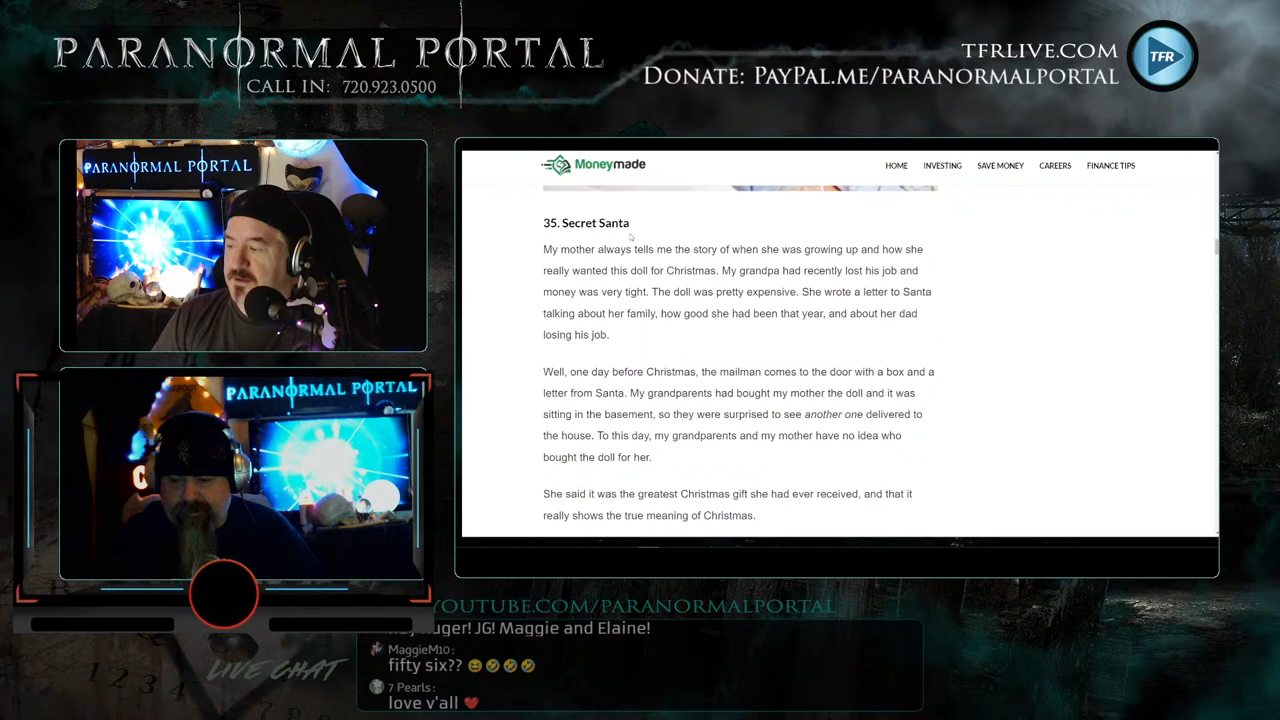 PARANORMAL PORTAL
CALL IN: 720.923.0500
TFRLIVE.COM
DONATE: PAYPAL.ME/PARANORMALPORTAL
TFR
PARANORMAL PORTAL
PARANORMAL PORTAL
Moneymade
HOME INVESTING SAVE MONEY CAREERS FINANCE TIPS
35. Secret Santa
My mother always tells me the story of when she was growing up and how she
really wanted this doll for Christmas. My grandpa had recently lost his job and
money was very tight. The doll was pretty expensive. She wrote a letter to Santa
talking about her family, how good she had been that year, and about her dad
losing his job.
Well, one day before Christmas, the mailman comes to the door with a box and a
letter from Santa. My grandparents had bought my mother the doll and it was
sitting in the basement, so they were surprised to see another one delivered to
the house. To this day, my grandparents and my mother have no idea who
bought the doll for her.
She said it was the greatest Christmas gift she had ever received, and that it
really shows the true meaning of Christmas.
YOUTUBE.COM/PARANORMALPORTAL
LIVE CHAT
JG! Maggie and Elaine!
MaggieM10:
fifty six?? 😆🤣🤣🤣
7 Pearls:
love y'all ❤️
1 2 3 4